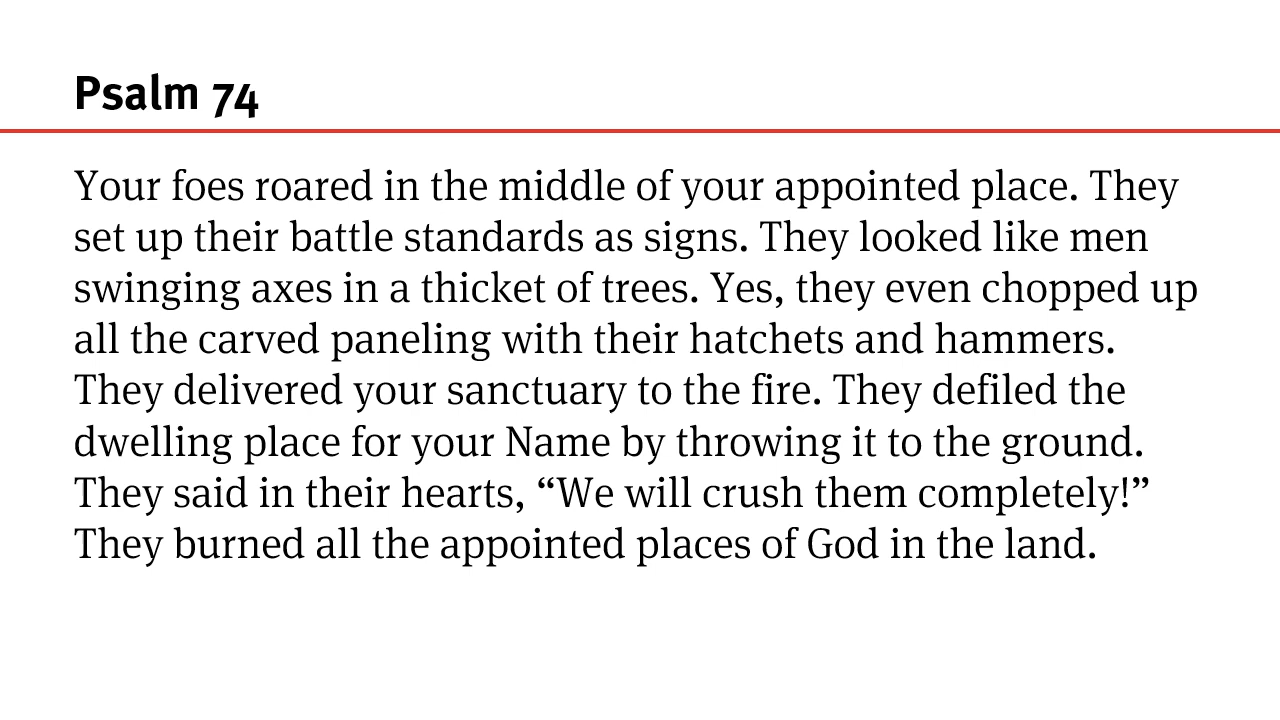 Psalm 74
Your foes roared in the middle of your appointed place. They
set up their battle standards as signs. They looked like men
swinging axes in a thicket of trees. Yes, they even chopped up
all the carved paneling with their hatchets and hammers.
They delivered your sanctuary to the fire. They defiled the
dwelling place for your Name by throwing it to the ground.
They said in their hearts, “We will crush them completely!”
They burned all the appointed places of God in the land.